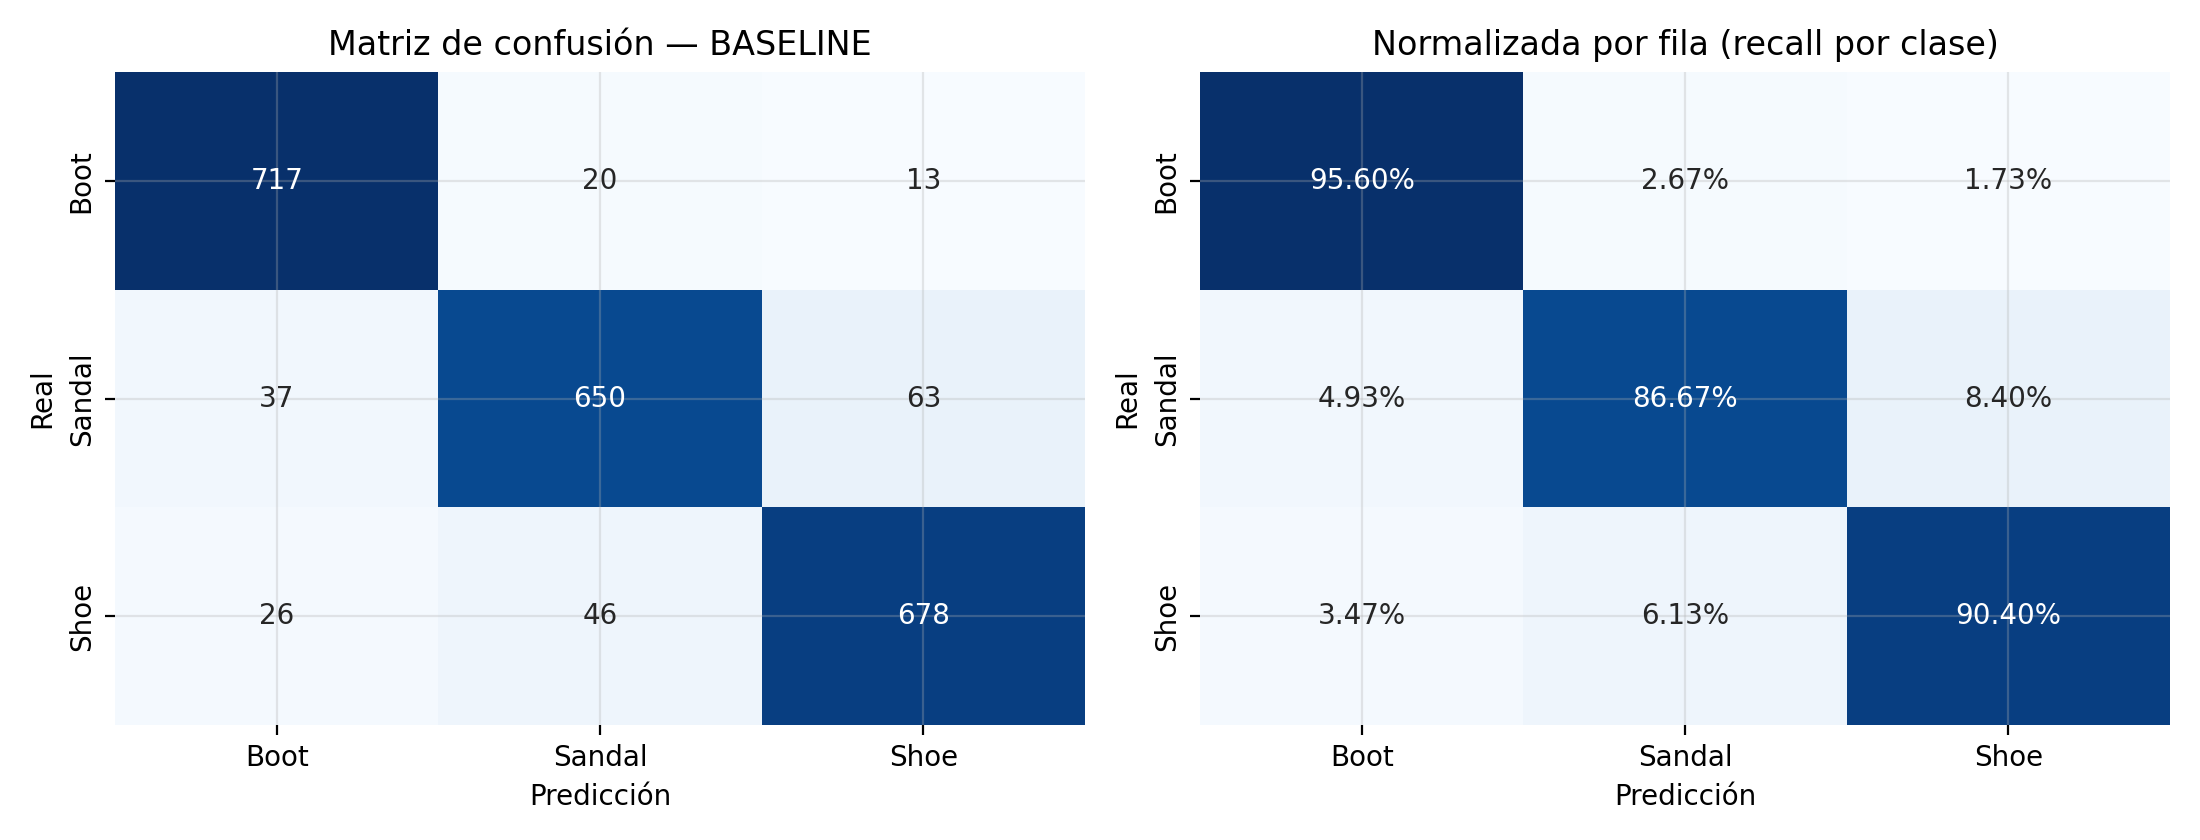 Matriz de confusión — BASELINE
Real
Boot
717 20 13
Sandal
37 650 63
Shoe
26 46 678
Boot Sandal Shoe
Predicción
Normalizada por fila (recall por clase)
Real
Boot
95.60% 2.67% 1.73%
Sandal
4.93% 86.67% 8.40%
Shoe
3.47% 6.13% 90.40%
Boot Sandal Shoe
Predicción